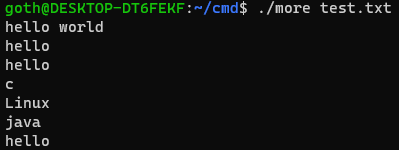 goth@DESKTOP-DT6FEKF:~/cmd$ ./more test.txt
hello world
hello
hello
c
Linux
java
hello